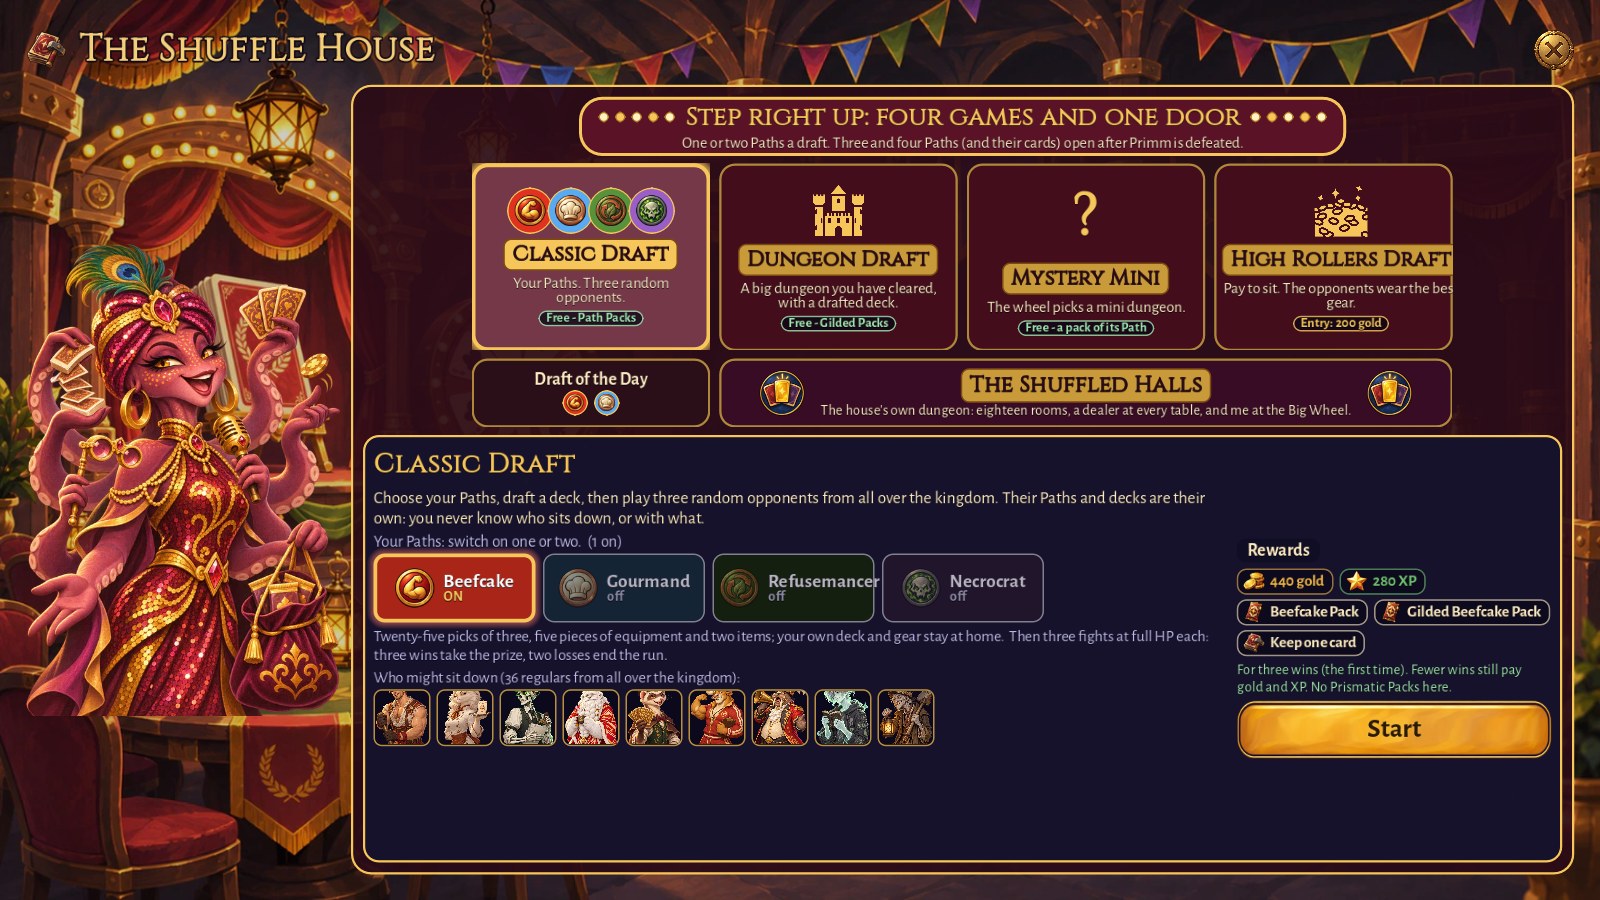 THE SHUFFLE HOUSE
STEP RIGHT UP: FOUR GAMES AND ONE DOOR
One or two Paths a draft. Three and four Paths (and their cards) open after Primm is defeated.
CLASSIC DRAFT
Your Paths. Three random
opponents.
Free - Path Packs
DUNGEON DRAFT
A big dungeon you have cleared,
with a drafted deck.
Free - Gilded Packs
?
MYSTERY MINI
The wheel picks a mini dungeon.
Free - a pack of its Path
HIGH ROLLERS DRAFT
Pay to sit. The opponents wear the bes
gear.
Entry: 200 gold
Draft of the Day
THE SHUFFLED HALLS
The house's own dungeon: eighteen rooms, a dealer at every table, and me at the Big Wheel.
CLASSIC DRAFT
Choose your Paths, draft a deck, then play three random opponents from all over the kingdom. Their Paths and decks are their
own: you never know who sits down, or with what.
Your Paths: switch on one or two. (1 on)
Beefcake
ON
Gourmand
off
Refusemancer
off
Necrocrat
off
Twenty-five picks of three, five pieces of equipment and two items; your own deck and gear stay at home. Then three fights at full HP each:
three wins take the prize, two losses end the run.
Who might sit down (36 regulars from all over the kingdom):
Rewards
440 gold
280 XP
Beefcake Pack
Gilded Beefcake Pack
Keep one card
For three wins (the first time). Fewer wins still pay
gold and XP. No Prismatic Packs here.
Start